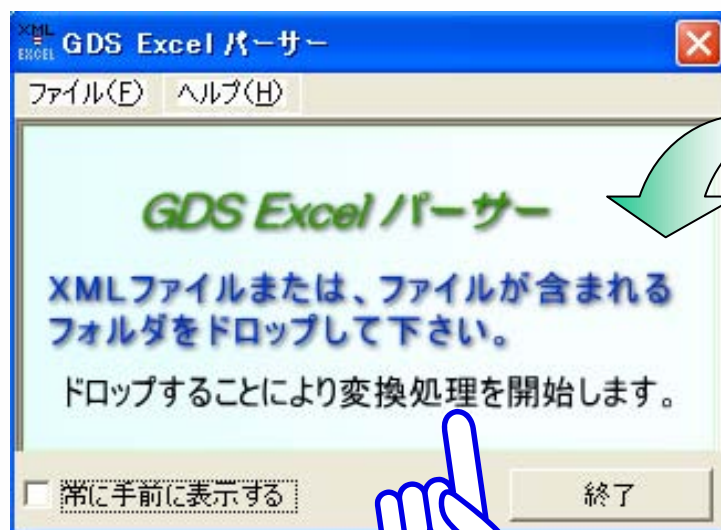 XML
EXCEL
GDS Excel パーサー
ファイル(F) ヘルプ(H)
GDS Excel パーサー
XMLファイルまたは、ファイルが含まれる
フォルダをドロップして下さい。
ドロップすることにより変換処理を開始します。
常に手前に表示する
終了